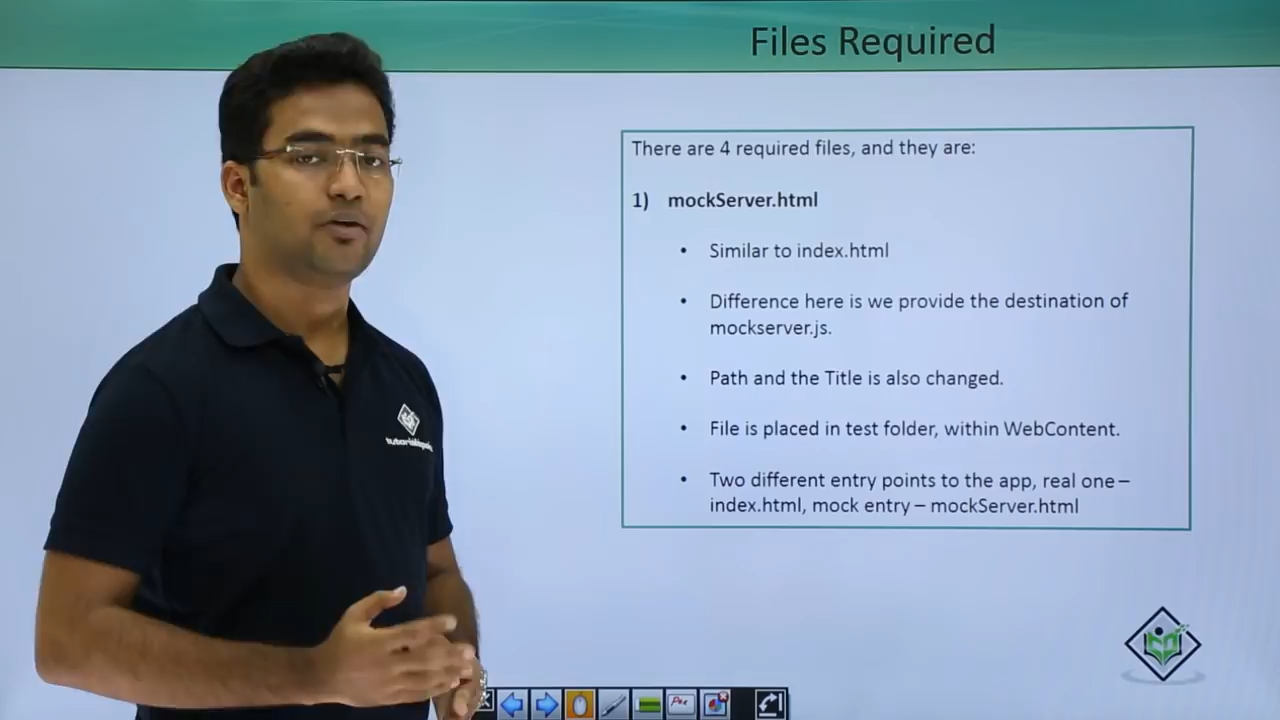 Files Required
There are 4 required files, and they are:
1) mockServer.html
• Similar to index.html
• Difference here is we provide the destination of
mockserver.js.
• Path and the Title is also changed.
• File is placed in test folder, within WebContent.
• Two different entry points to the app, real one –
index.html, mock entry – mockServer.html